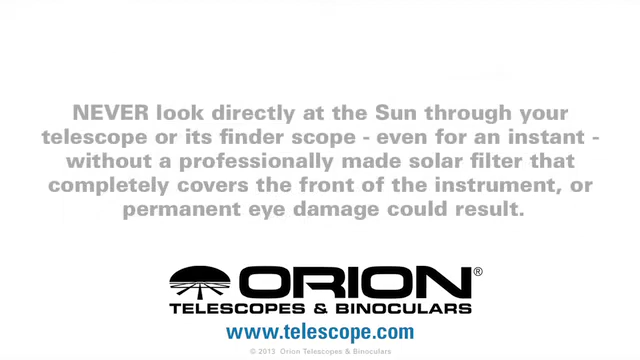 NEVER look directly at the Sun through your
telescope or its finder scope - even for an instant -
without a professionally made solar filter that
completely covers the front of the instrument, or
permanent eye damage could result.
ORION®
TELESCOPES & BINOCULARS
www.telescope.com
© 2013 Orion Telescopes & Binoculars